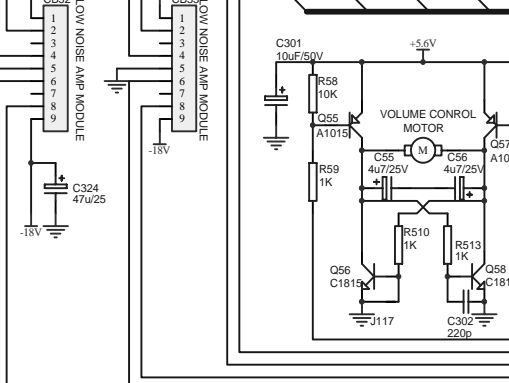 LOW NOISE AMP MODULE
1
2
3
4
5
6
7
8
9
-18V
C324
47u/25
LOW NOISE AMP MODULE
1
2
3
4
5
6
7
8
9
-18V
C301
10uF/50V
+5.6V
R58
10K
Q55
A1015
VOLUME CONROL
MOTOR
M
Q57
A10
C55
4u7/25V
C56
4u7/25V
R59
1K
R510
1K
R513
1K
Q56
C1815
Q58
C181
J117
C302
220p